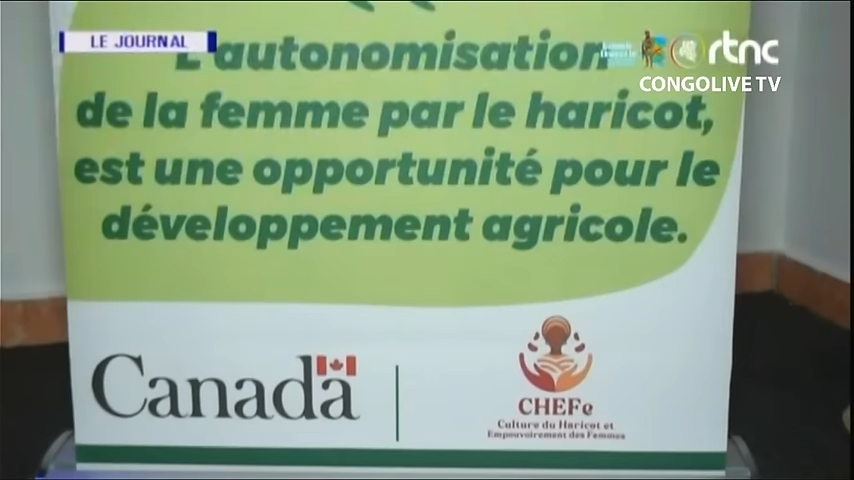 LE JOURNAL
rtnc
CONGOLIVE TV
L'autonomisation
de la femme par le haricot,
est une opportunité pour le
développement agricole.
Canada
CHEFe
Culture du Haricot et
Empouvoirement des Femmes